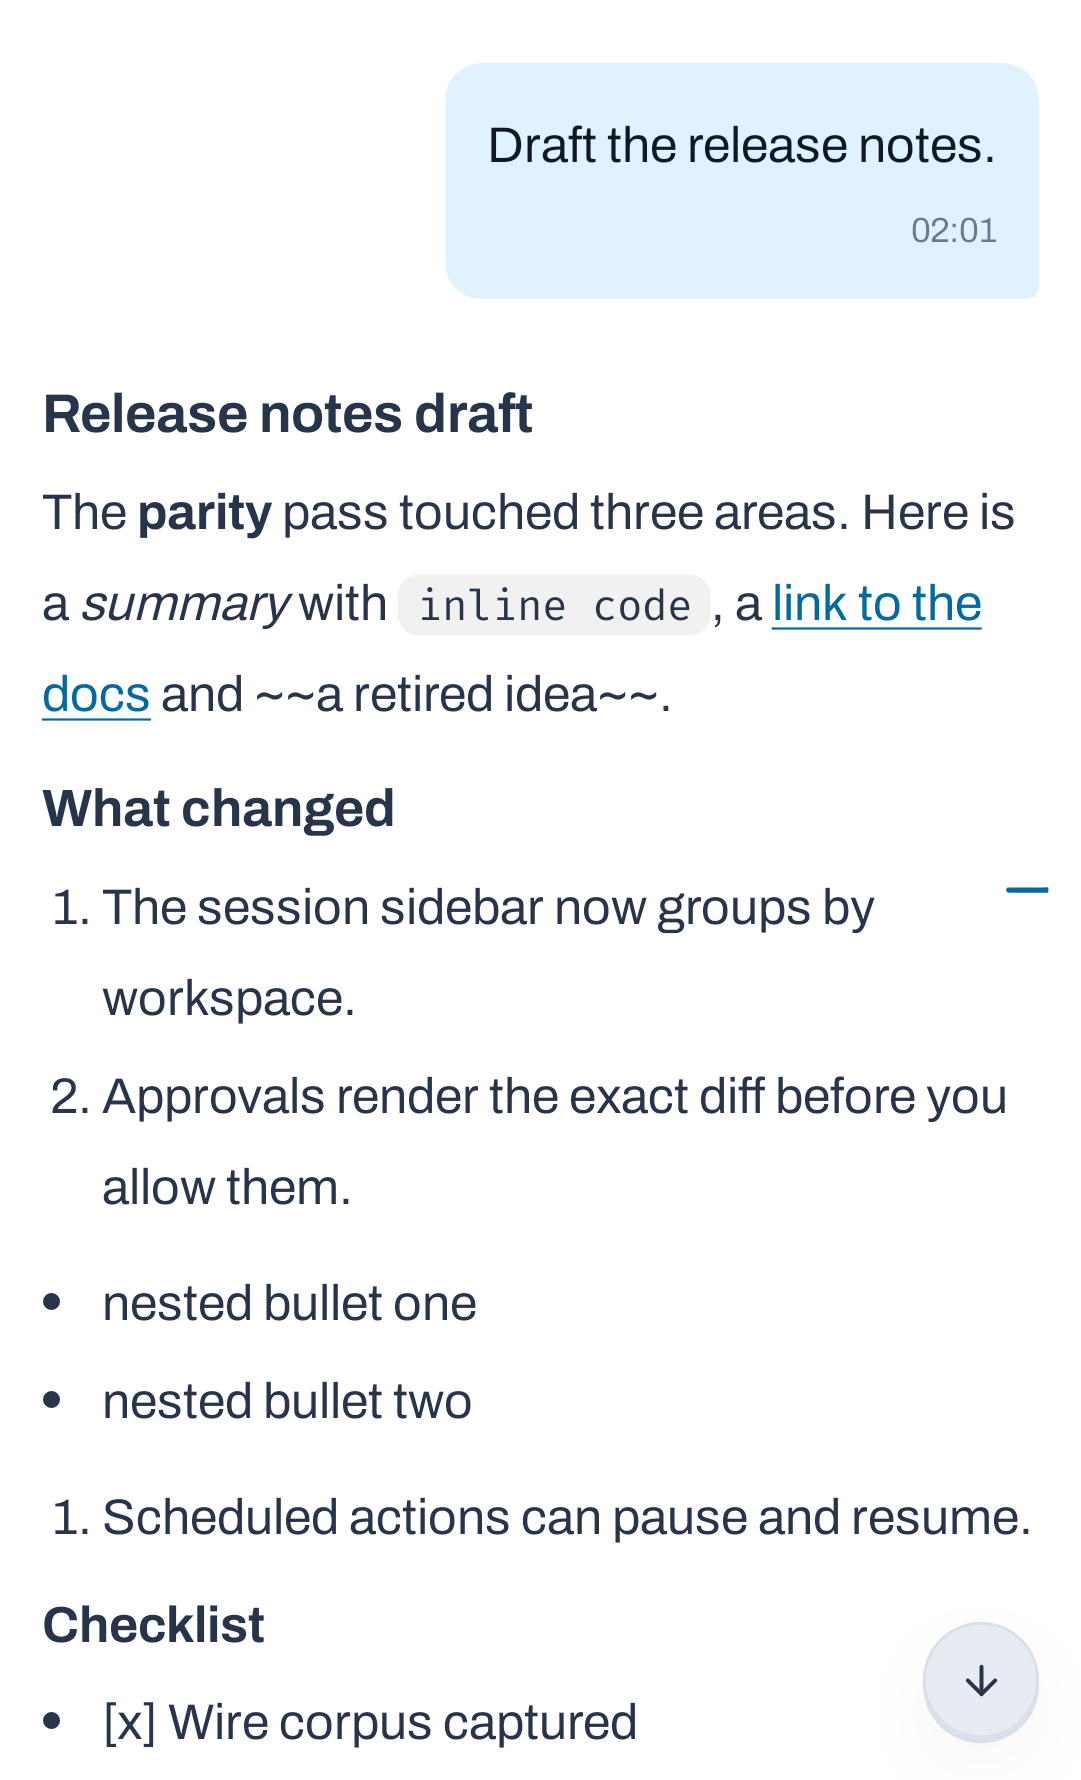 Draft the release notes.
02:01
Release notes draft
The parity pass touched three areas. Here is
a summary with inline code, a link to the
docs and ~~a retired idea~~.
What changed
1. The session sidebar now groups by
workspace.
2. Approvals render the exact diff before you
allow them.
• nested bullet one
• nested bullet two
1. Scheduled actions can pause and resume.
Checklist
• [x] Wire corpus captured